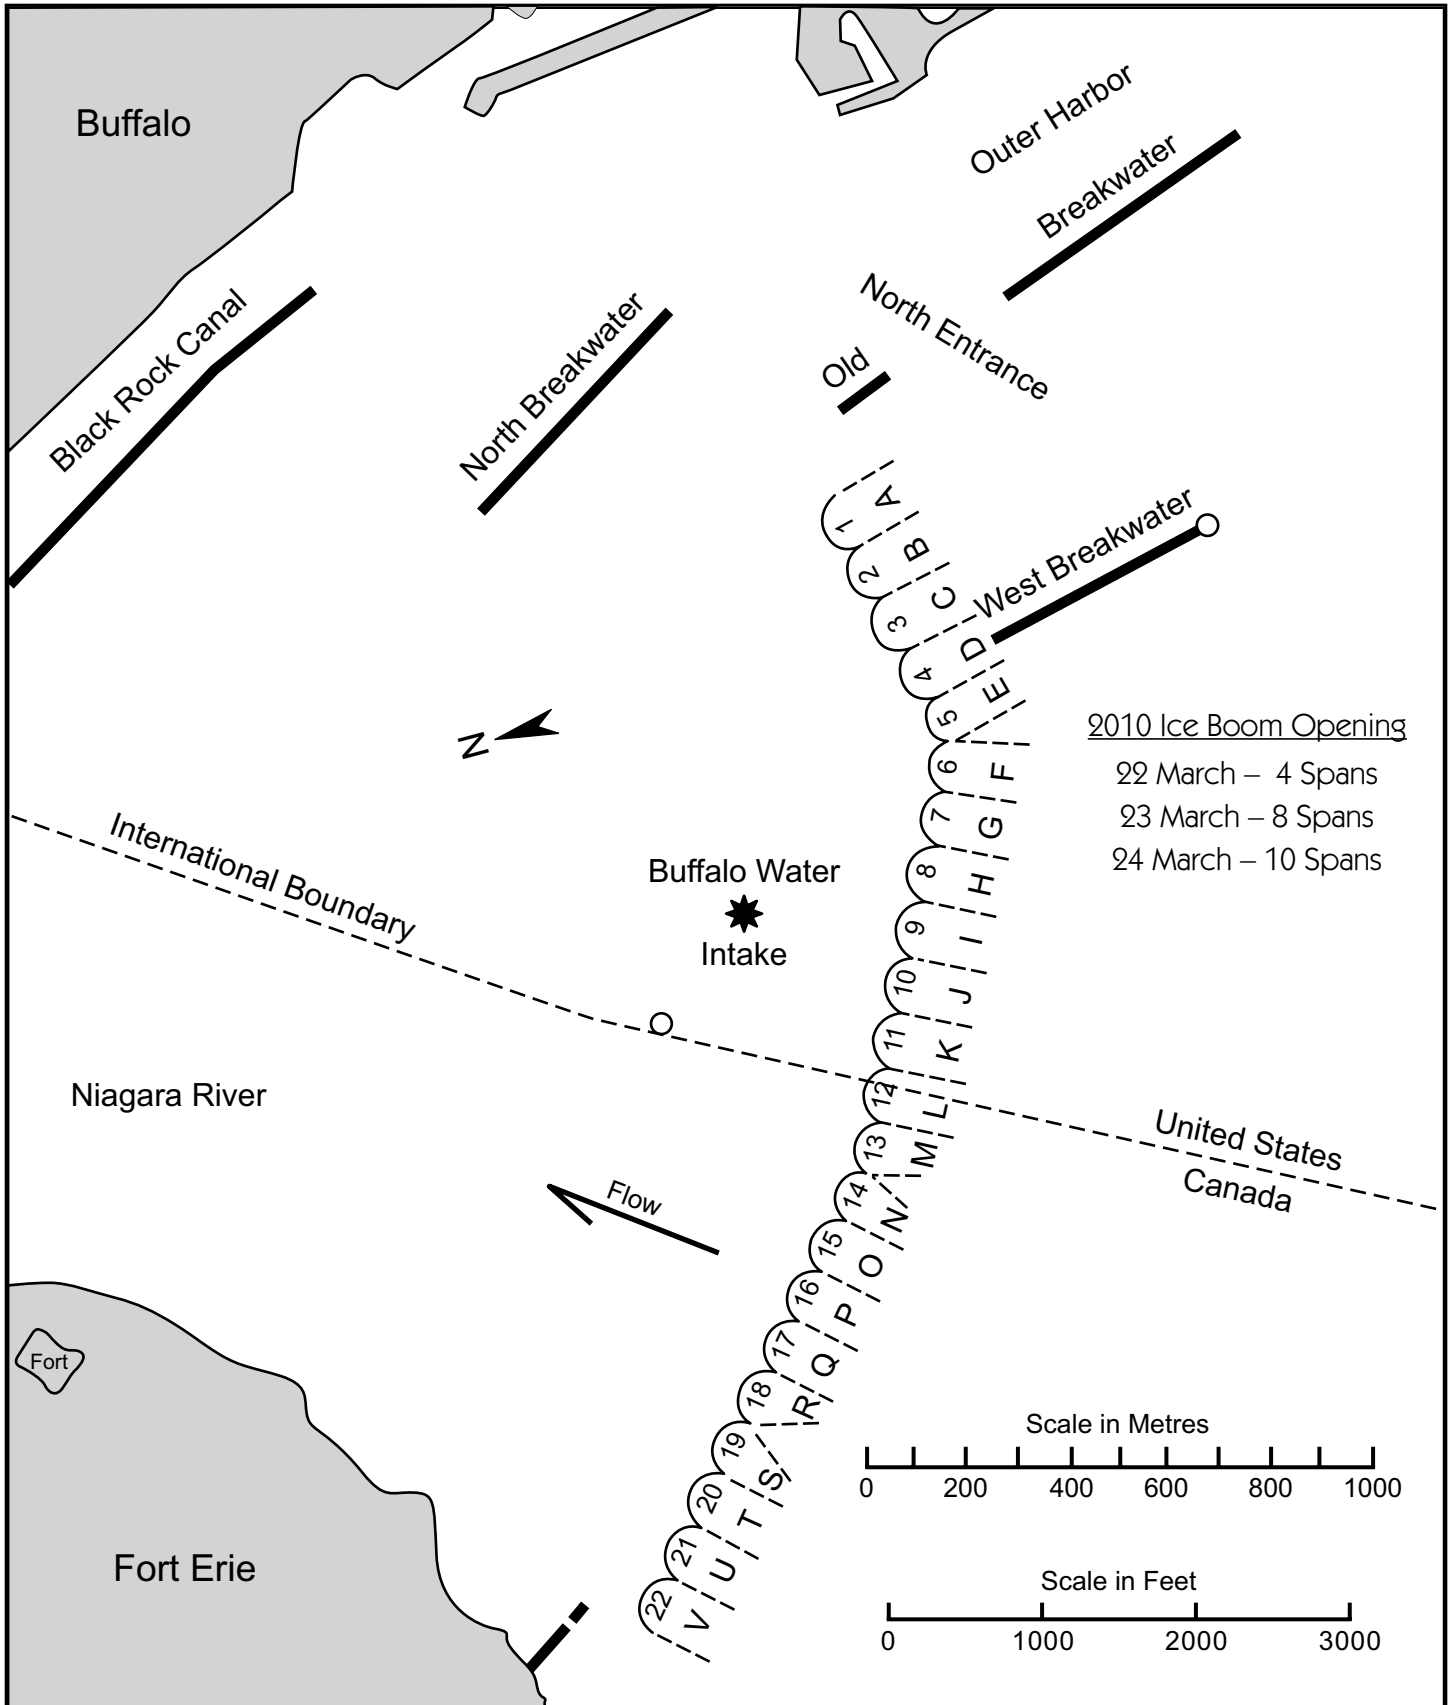 Buffalo
Outer Harbor
Breakwater
Black Rock Canal
North Breakwater
North Entrance
Old
West Breakwater
1 A
2 B
3 C
4 D
5 E
6 F
7 G
8 H
9 I
10 J
11 K
12 L
13 M
14 N
15 O
16 P
17 Q
18 R
19 S
20 T
21 U
22 V
N
2010 Ice Boom Opening
22 March – 4 Spans
23 March – 8 Spans
24 March – 10 Spans
International Boundary
Buffalo Water
Intake
Niagara River
United States
Canada
Flow
Fort
Fort Erie
Scale in Metres
0 200 400 600 800 1000
Scale in Feet
0 1000 2000 3000